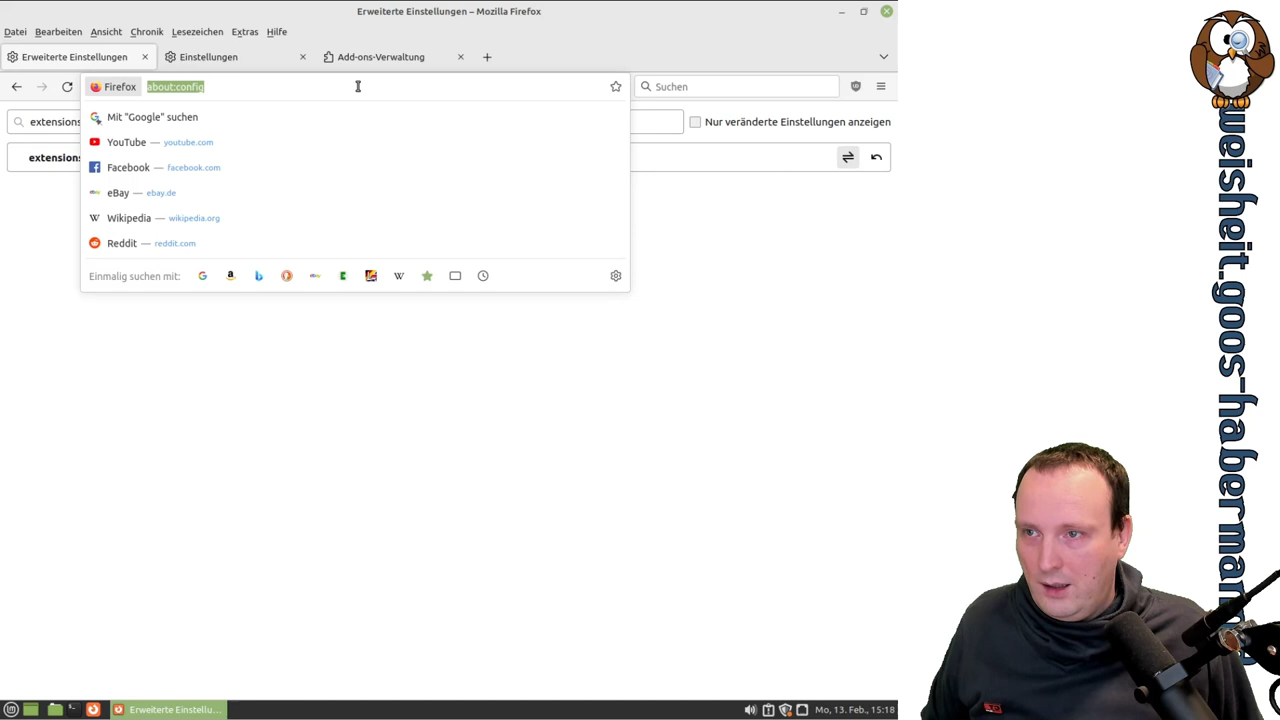 Erweiterte Einstellungen – Mozilla Firefox
Datei Bearbeiten Ansicht Chronik Lesezeichen Extras Hilfe
Erweiterte Einstellungen Einstellungen Add-ons-Verwaltung
Firefox about:config Suchen
extensions Nur veränderte Einstellungen anzeigen
extensions
Mit "Google" suchen
YouTube — youtube.com
Facebook — facebook.com
eBay — ebay.de
Wikipedia — wikipedia.org
Reddit — reddit.com
Einmalig suchen mit:
weisheit.goos-habermann
Erweiterte Einstellu... Mo, 13. Feb., 15:18